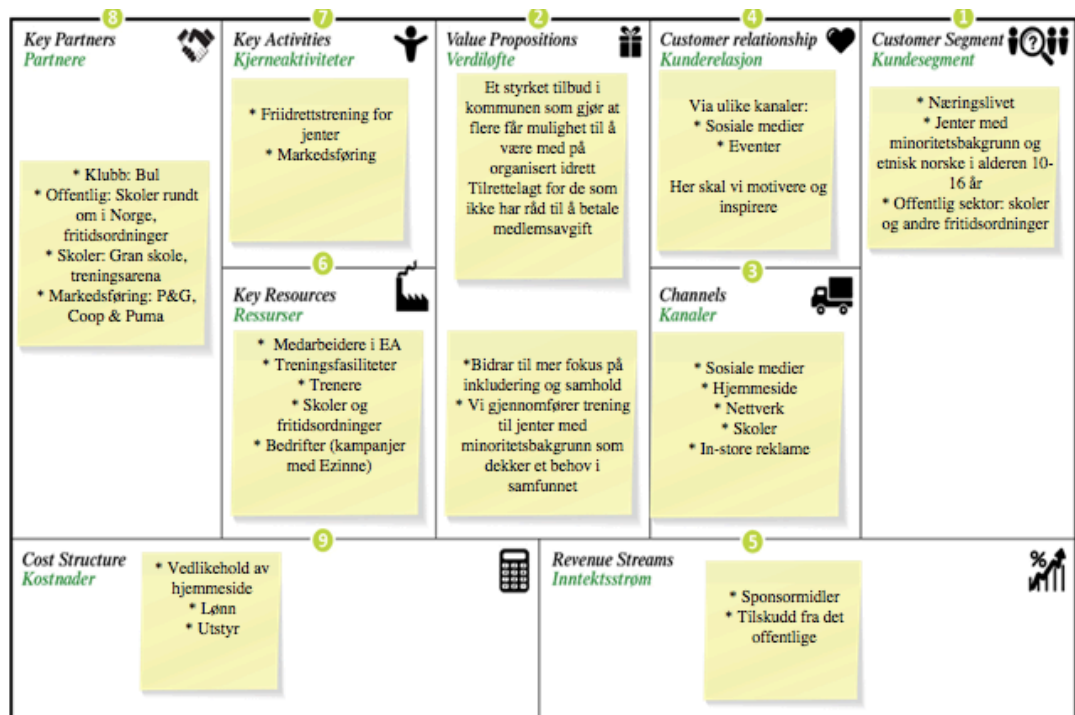 8
Key Partners
Partnere
* Klubb: Bul
* Offentlig: Skoler rundt
om i Norge,
fritidsordninger
* Skoler: Gran skole,
treningsarena
* Markedsføring: P&G,
Coop & Puma
7
Key Activities
Kjerneaktiviteter
* Friidrettstrening for
jenter
* Markedsføring
6
Key Resources
Ressurser
* Medarbeidere i EA
* Treningsfasiliteter
* Trenere
* Skoler og
fritidsordninger
* Bedrifter (kampanjer
med Ezinne)
2
Value Propositions
Verdiløfte
Et styrket tilbud i
kommunen som gjør at
flere får mulighet til å
være med på
organisert idrett
Tilrettelagt for de som
ikke har råd til å betale
medlemsavgift
*Bidrar til mer fokus på
inkludering og samhold
* Vi gjennomfører trening
til jenter med
minoritetsbakgrunn som
dekker et behov i
samfunnet
4
Customer relationship
Kunderelasjon
Via ulike kanaler:
* Sosiale medier
* Eventer
Her skal vi motivere og
inspirere
3
Channels
Kanaler
* Sosiale medier
* Hjemmeside
* Nettverk
* Skoler
* In-store reklame
1
Customer Segment
Kundesegment
* Næringslivet
* Jenter med
minoritetsbakgrunn og
etnisk norske i alderen 10-
16 år
* Offentlig sektor: skoler
og andre fritidsordninger
9
Cost Structure
Kostnader
* Vedlikehold av
hjemmeside
* Lønn
* Utstyr
5
Revenue Streams
Inntektsstrøm
%
* Sponsormidler
* Tilskudd fra det
offentlige